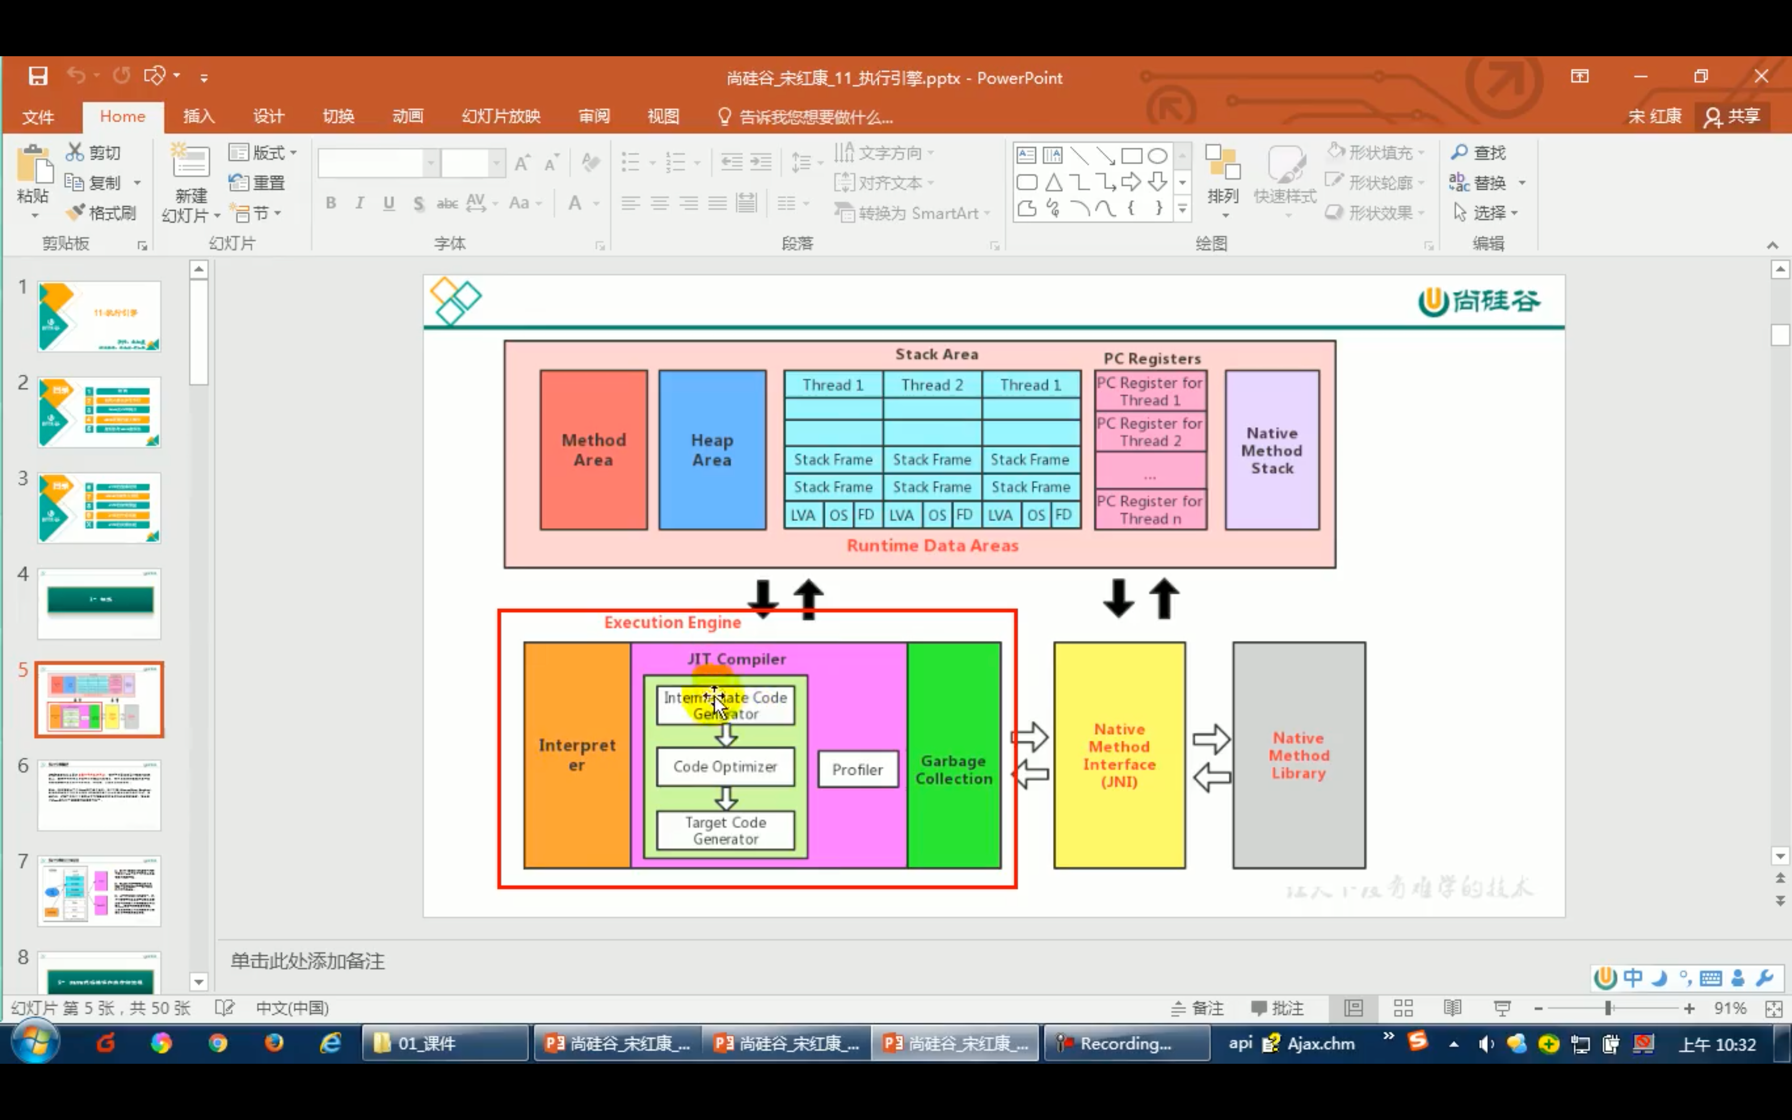 尚硅谷_宋红康_11_执行引擎.pptx - PowerPoint
文件 Home 插入 设计 切换 动画 幻灯片放映 审阅 视图 告诉我您想要做什么... 宋 红康 共享
粘贴
剪切
复制
格式刷
剪贴板
新建
幻灯片
版式
重置
节
幻灯片
B I U S abc AV Aa A
字体
文字方向
对齐文本
转换为 SmartArt
段落
排列
快速样式
形状填充
形状轮廓
形状效果
绘图
查找
替换
选择
编辑
1
2
3
4
5
6
7
8
尚硅谷
Stack Area
PC Registers
Method
Area
Heap
Area
Thread 1 Thread 2 Thread 1
Stack Frame Stack Frame Stack Frame
Stack Frame Stack Frame Stack Frame
LVA OS FD LVA OS FD LVA OS FD
PC Register for
Thread 1
PC Register for
Thread 2
...
PC Register for
Thread n
Native
Method
Stack
Runtime Data Areas
Execution Engine
Interpret
er
JIT Compiler
Code
Code Optimizer
Target Code
Generator
Profiler
Garbage
Collection
Native
Method
Interface
(JNI)
Native
Method
Library
单击此处添加备注
中
幻灯片 第 5 张，共 50 张 中文(中国) 备注 批注 91%
01_课件 尚硅谷_宋红康_... 尚硅谷_宋红康_... 尚硅谷_宋红康_... Recording... api Ajax.chm 上午 10:32